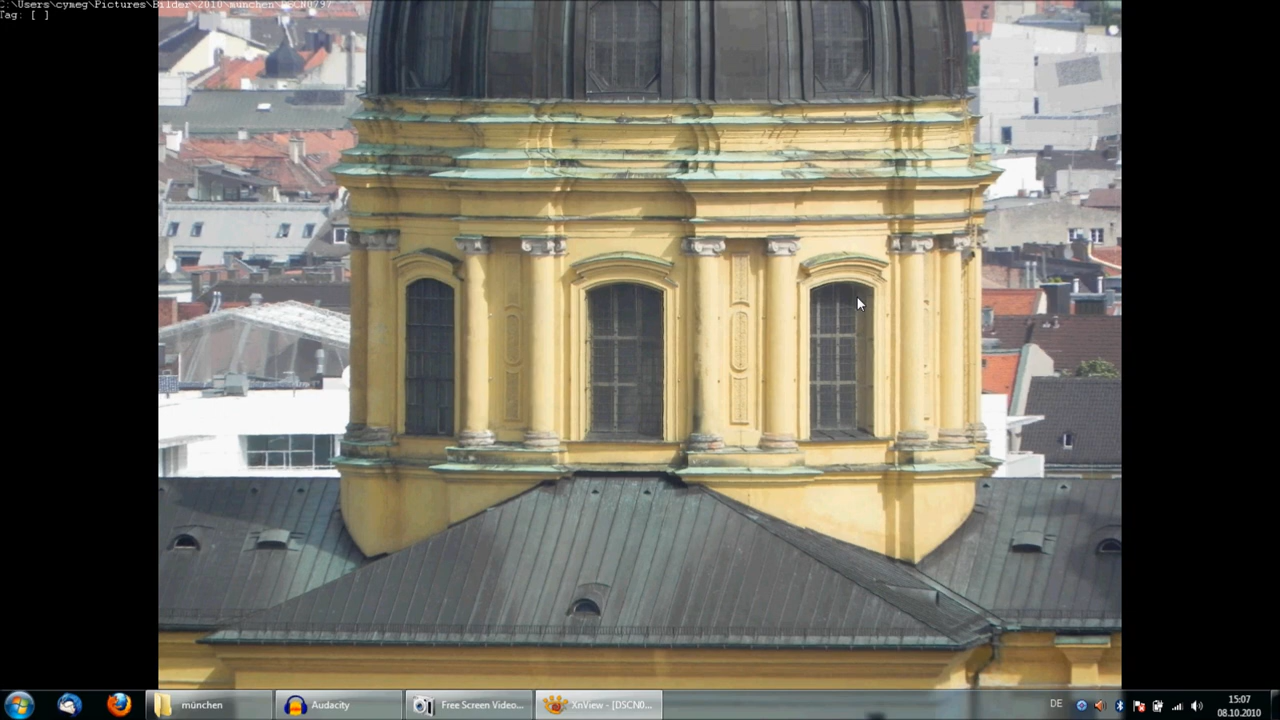 :\Users\cymeg\Pictures\Bilder\2010\münchen\DSCN0797
Tag: [ ]
münchen
Audacity
Free Screen Video...
XnView - [DSCN0...
DE
15:07
08.10.2010